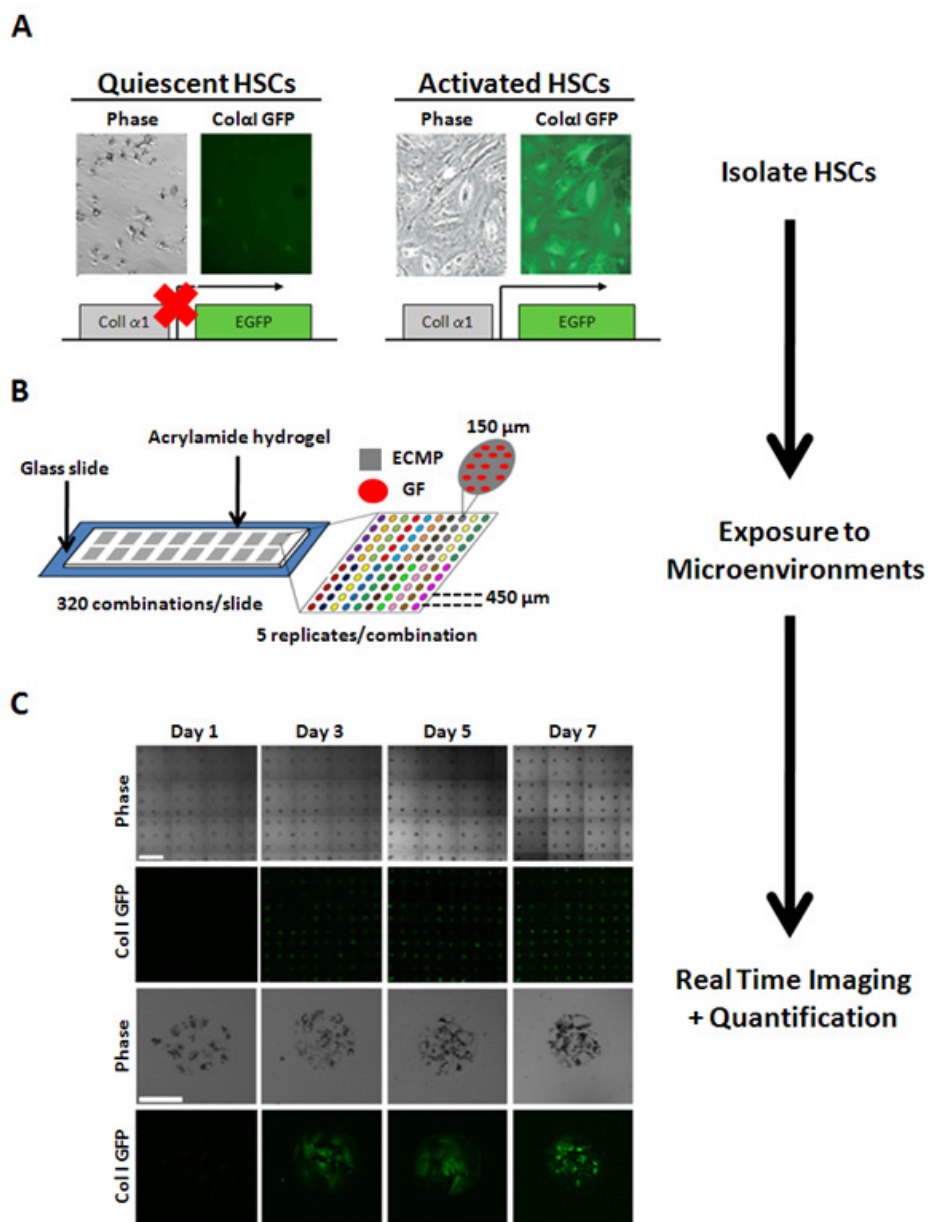 A
Quiescent HSCs
Phase
ColαI GFP
Coll α1
EGFP
Activated HSCs
Phase
ColαI GFP
Coll α1
EGFP
Isolate HSCs
B
Glass slide
Acrylamide hydrogel
320 combinations/slide
ECMP
GF
150 µm
450 µm
5 replicates/combination
Exposure to
Microenvironments
C
Day 1
Day 3
Day 5
Day 7
Phase
Col I GFP
Phase
Col I GFP
Real Time Imaging
+ Quantification